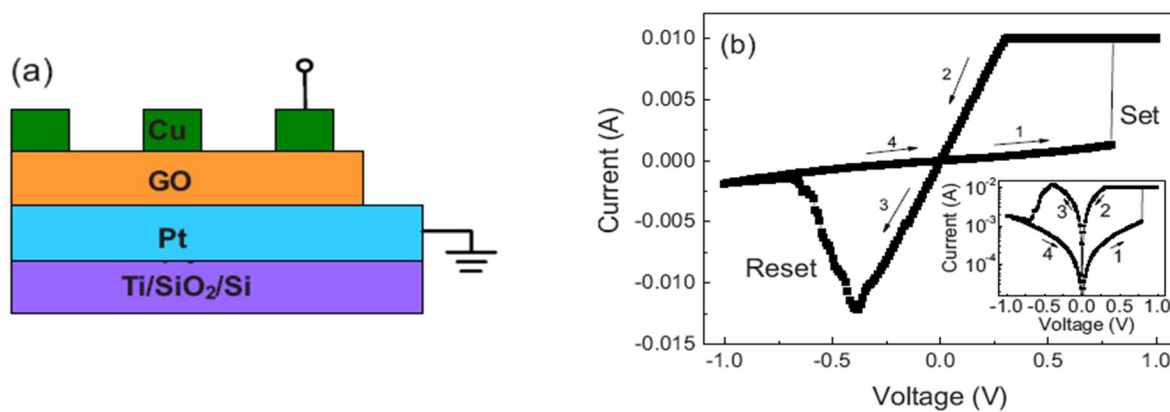 (a)
Cu
GO
Pt
Ti/SiO₂/Si
(b)
0.010
0.005
0.000
-0.005
-0.010
-0.015
Current (A)
-1.0
-0.5
0.0
0.5
1.0
Voltage (V)
2
1
4
3
Set
Reset
10⁻²
10⁻³
10⁻⁴
Current (A)
3
2
4
1
-1.0
-0.5
0.0
0.5
1.0
Voltage (V)